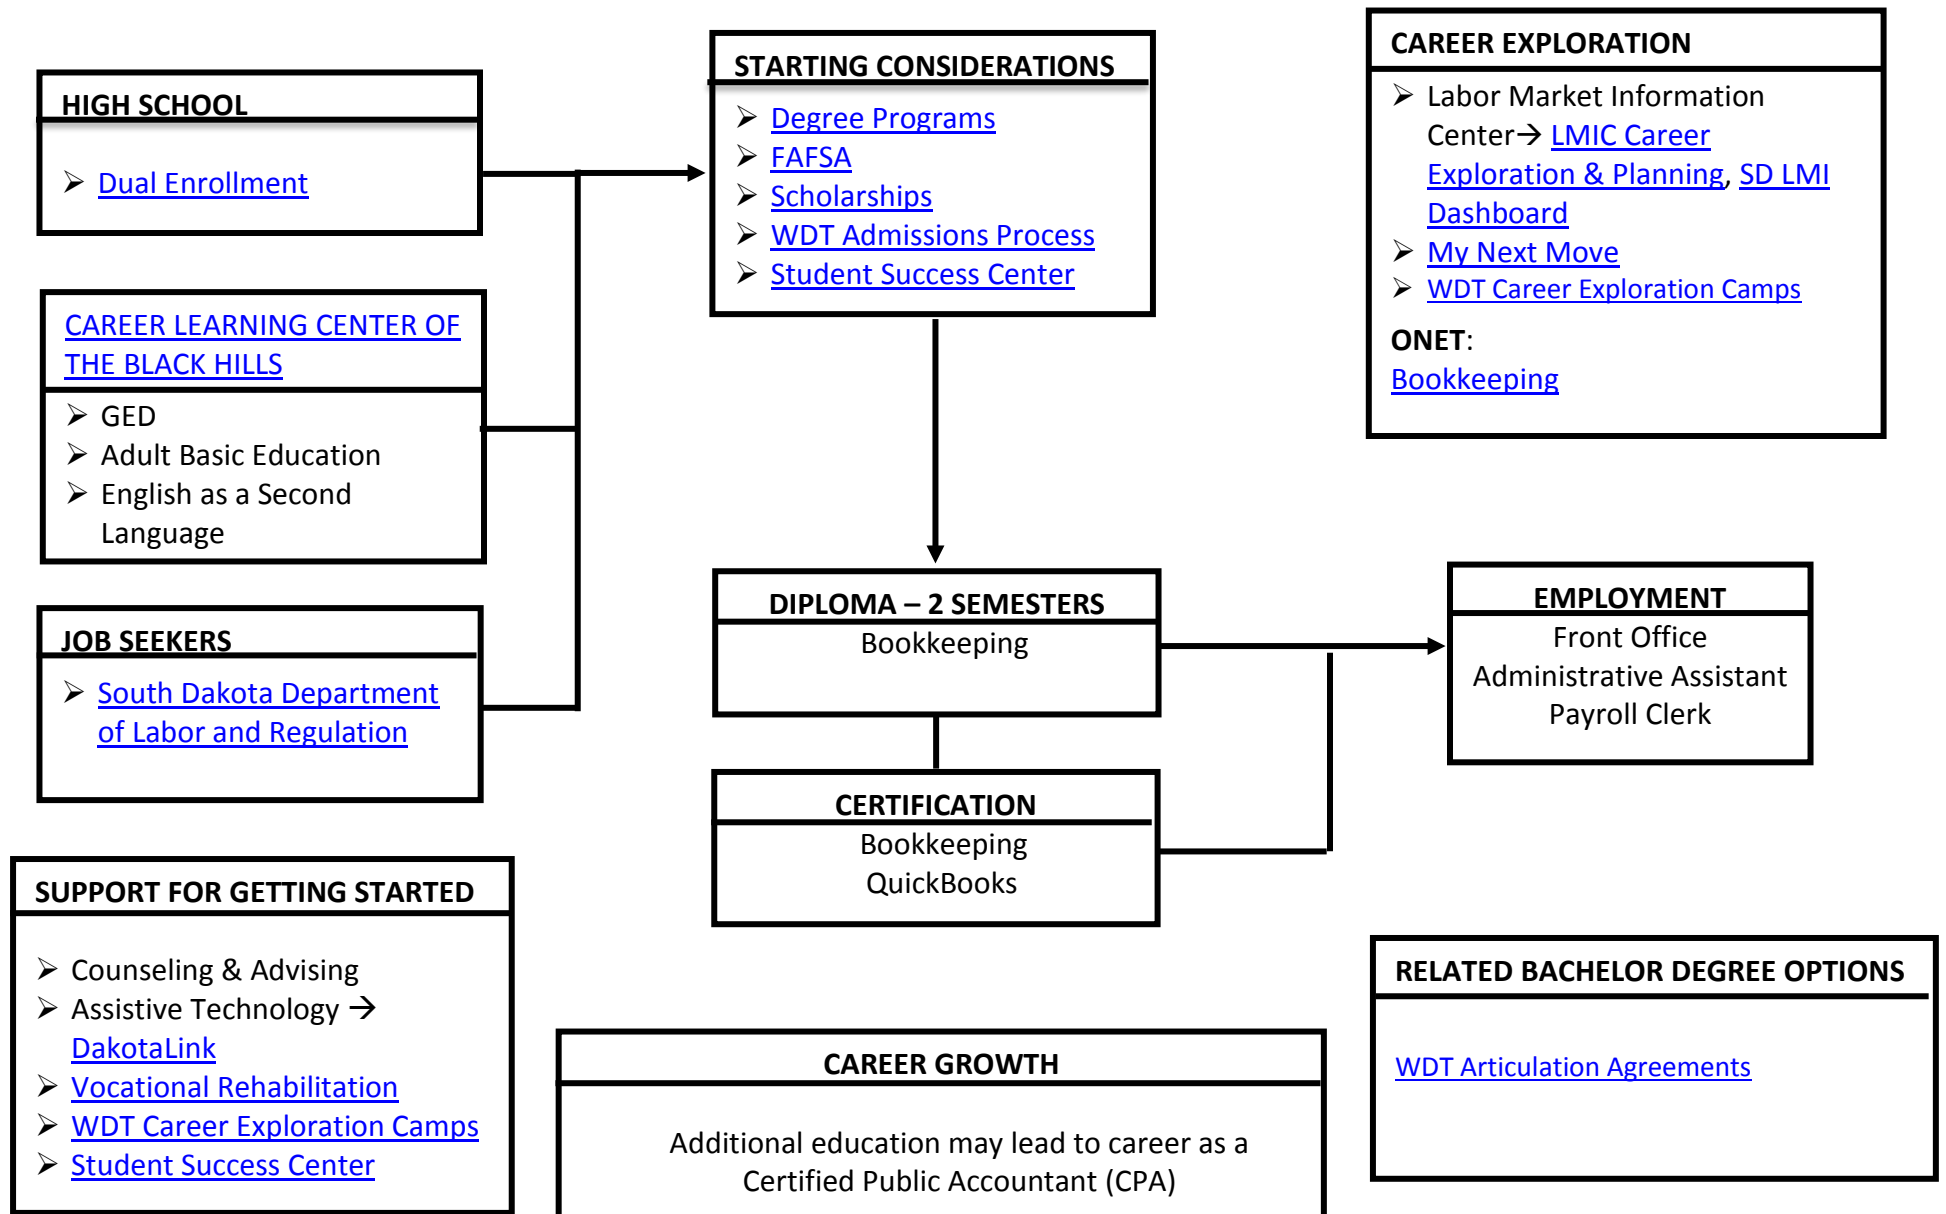 HIGH SCHOOL
➢ Dual Enrollment
CAREER LEARNING CENTER OF
THE BLACK HILLS
➢ GED
➢ Adult Basic Education
➢ English as a Second
Language
JOB SEEKERS
➢ South Dakota Department
of Labor and Regulation
SUPPORT FOR GETTING STARTED
➢ Counseling & Advising
➢ Assistive Technology →
DakotaLink
➢ Vocational Rehabilitation
➢ WDT Career Exploration Camps
➢ Student Success Center
STARTING CONSIDERATIONS
➢ Degree Programs
➢ FAFSA
➢ Scholarships
➢ WDT Admissions Process
➢ Student Success Center
DIPLOMA – 2 SEMESTERS
Bookkeeping
CERTIFICATION
Bookkeeping
QuickBooks
CAREER GROWTH
Additional education may lead to career as a
Certified Public Accountant (CPA)
CAREER EXPLORATION
➢ Labor Market Information
Center→ LMIC Career
Exploration & Planning, SD LMI
Dashboard
➢ My Next Move
➢ WDT Career Exploration Camps
ONET:
Bookkeeping
EMPLOYMENT
Front Office
Administrative Assistant
Payroll Clerk
RELATED BACHELOR DEGREE OPTIONS
WDT Articulation Agreements